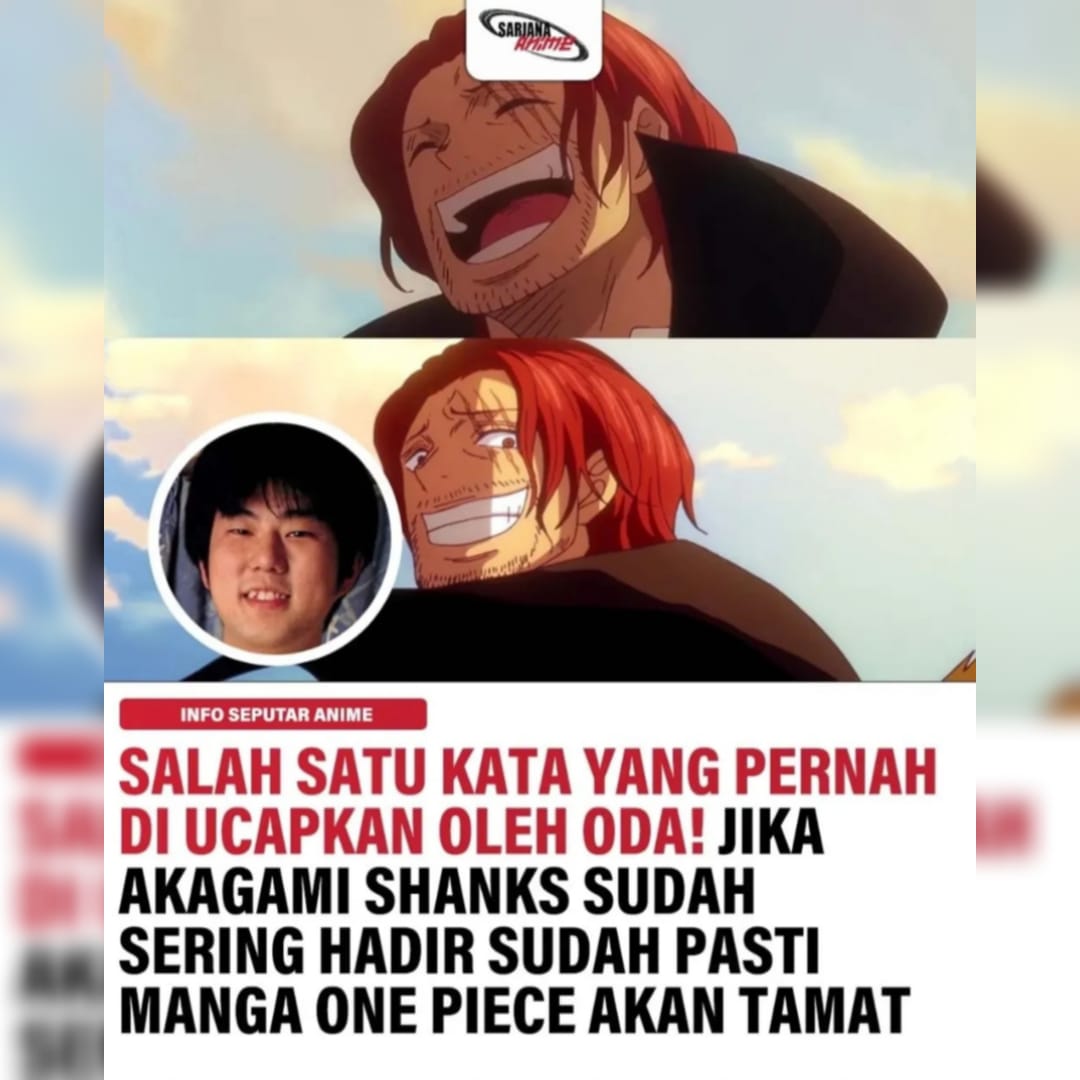 SARJANA
ANIME
INFO SEPUTAR ANIME
SALAH SATU KATA YANG PERNAH
DI UCAPKAN OLEH ODA! JIKA
AKAGAMI SHANKS SUDAH
SERING HADIR SUDAH PASTI
MANGA ONE PIECE AKAN TAMAT